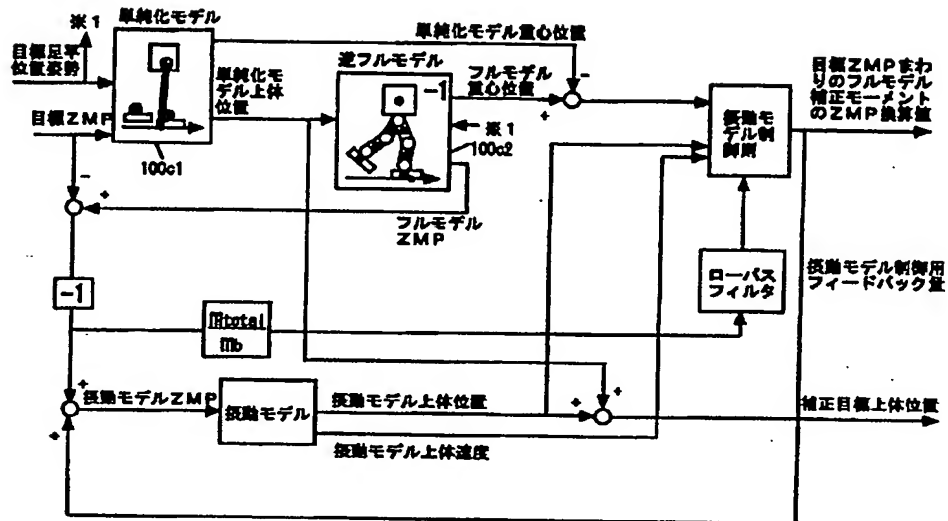 ※1
単純化モデル
目標足平
位置姿勢
目標ZMP
100c1
単純化モデル重心位置
単純化モ
デル上体
位置
逆フルモデル
-1
フルモデル
重心位置
※1
100c2
フルモデル
ZMP
摂動モ
デル制
御則
目標ZMPまわ
りのフルモデル
補正モーメント
のZMP換算値
ローパス
フィルタ
摂動モデル制御用
フィードバック量
-1
Mtotal
Mb
摂動モデルZMP
摂動モデル
摂動モデル上体位置
摂動モデル上体速度
補正目標上体位置
-
+
-
+
+
+
+
+
+